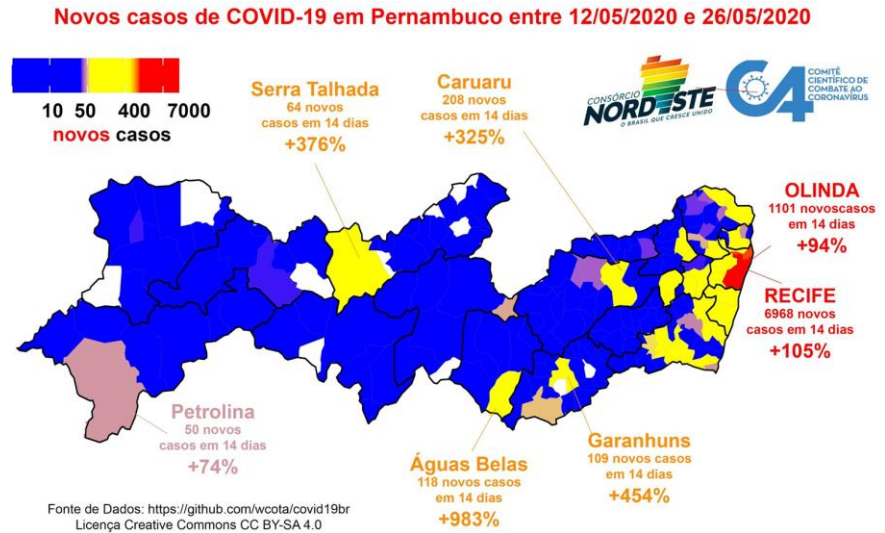 Novos casos de COVID-19 em Pernambuco entre 12/05/2020 e 26/05/2020
10 50 400 7000
novos casos
Serra Talhada
64 novos
casos em 14 dias
+376%
Caruaru
208 novos
casos em 14 dias
+325%
CONSÓRCIO
NORDESTE
O BRASIL QUE CRESCE UNIDO
C4
COMITÊ
CIENTÍFICO DE
COMBATE AO
CORONAVÍRUS
OLINDA
1101 novoscasos
em 14 dias
+94%
RECIFE
6968 novos
casos em 14 dias
+105%
Petrolina
50 novos
casos em 14 dias
+74%
Águas Belas
118 novos casos
em 14 dias
+983%
Garanhuns
109 novos casos
em 14 dias
+454%
Fonte de Dados: https://github.com/wcota/covid19br
Licença Creative Commons CC BY-SA 4.0